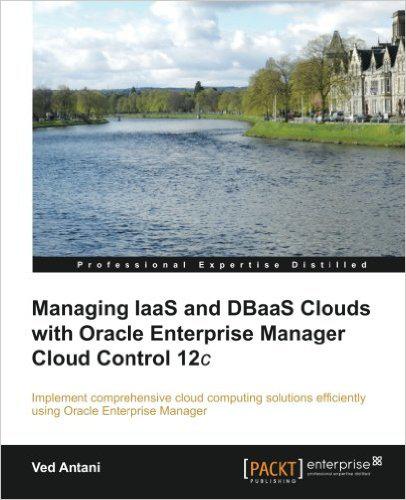 Professional Expertise Distilled
Managing IaaS and DBaaS Clouds
with Oracle Enterprise Manager
Cloud Control 12c
Implement comprehensive cloud computing solutions efficiently
using Oracle Enterprise Manager
Ved Antani
[PACKT] enterprise
PUBLISHING professional expertise distilled